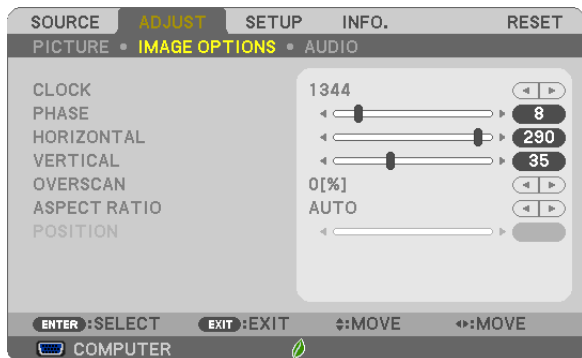 SOURCE ADJUST SETUP INFO. RESET
PICTURE • IMAGE OPTIONS • AUDIO
CLOCK 1344
PHASE 8
HORIZONTAL 290
VERTICAL 35
OVERSCAN 0[%]
ASPECT RATIO AUTO
POSITION
ENTER :SELECT EXIT :EXIT :MOVE :MOVE
COMPUTER